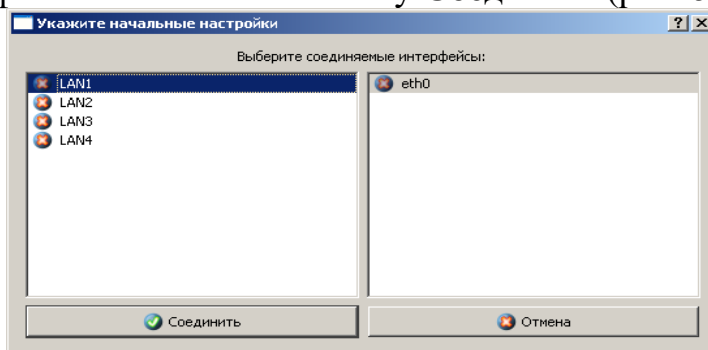 Укажите начальные настройки
Выберите соединяемые интерфейсы:
LAN1
LAN2
LAN3
LAN4
eth0
Соединить
Отмена